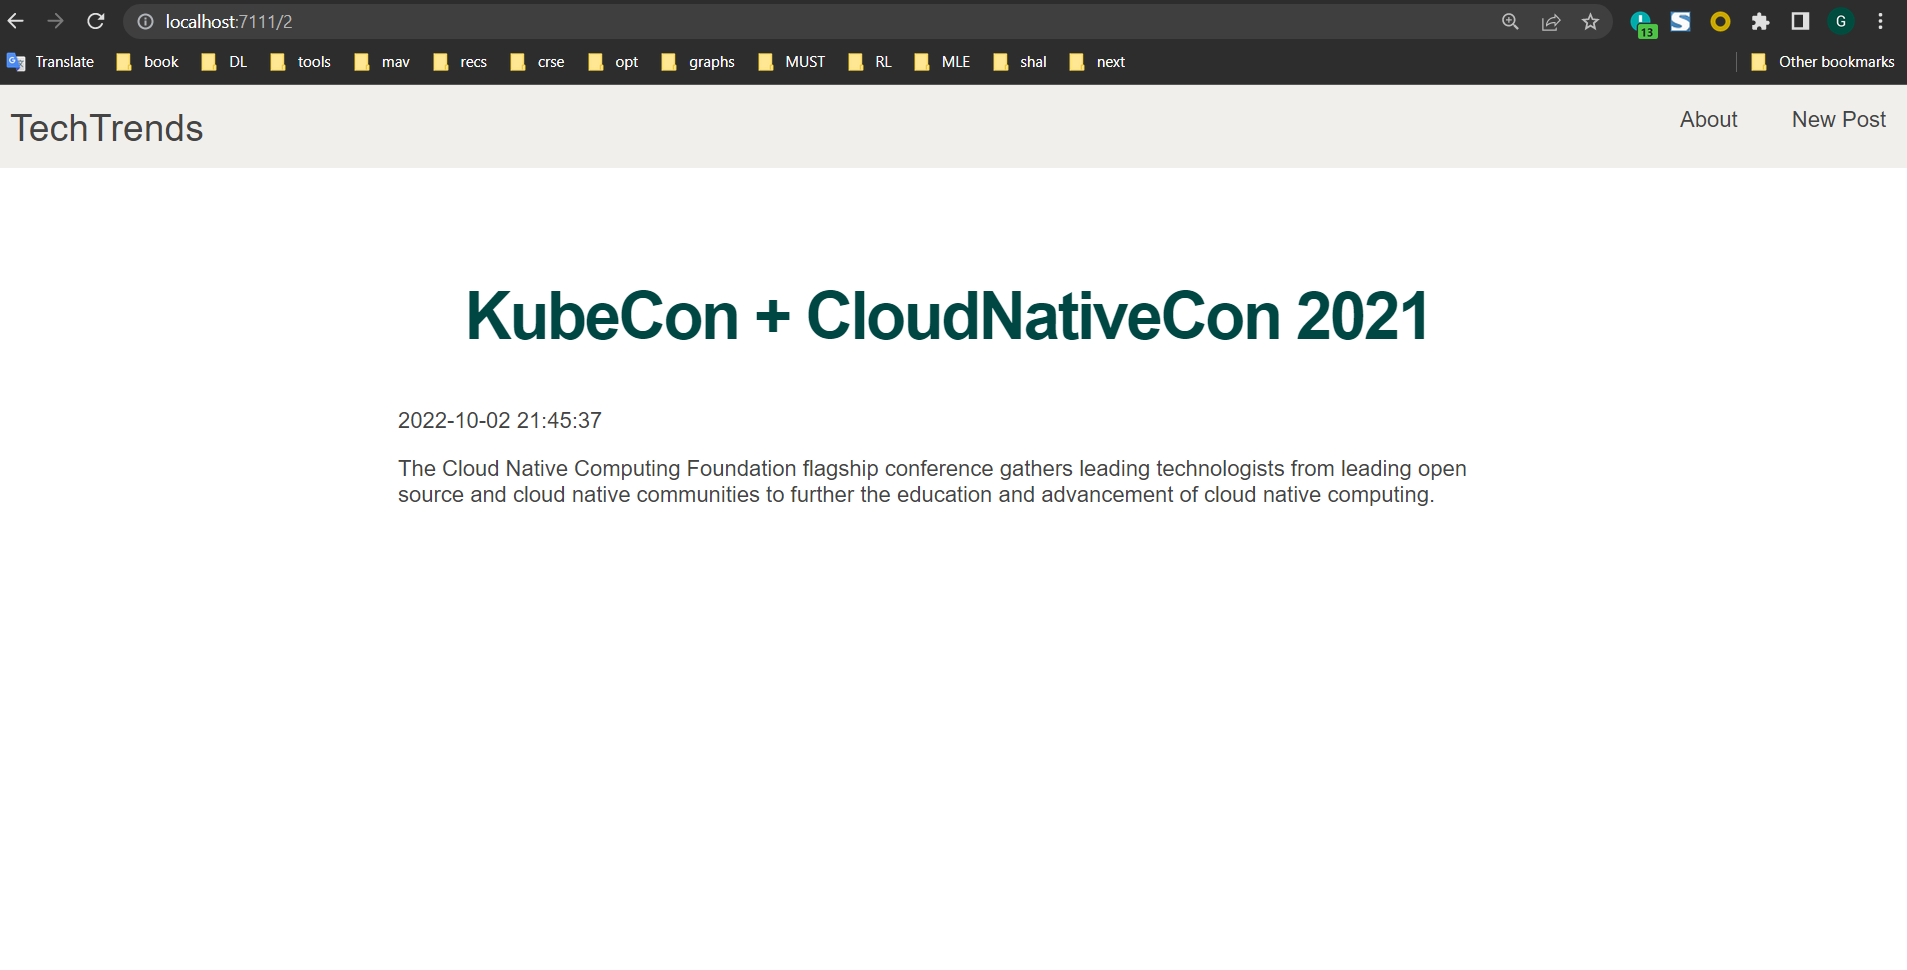 localhost:7111/2
13
G
Translate book DL tools mav recs crse opt graphs MUST RL MLE shal next Other bookmarks
TechTrends About New Post
KubeCon + CloudNativeCon 2021
2022-10-02 21:45:37
The Cloud Native Computing Foundation flagship conference gathers leading technologists from leading open
source and cloud native communities to further the education and advancement of cloud native computing.